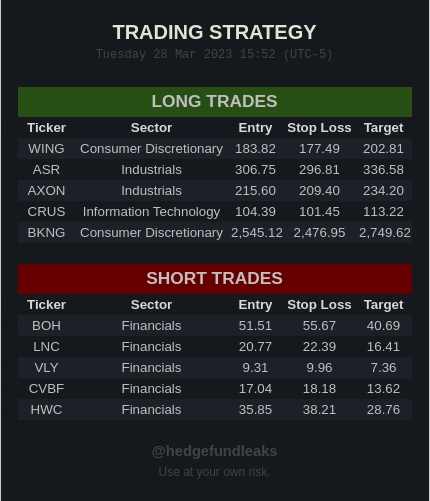 TRADING STRATEGY
Tuesday 28 Mar 2023 15:52 (UTC-5)
LONG TRADES
Ticker Sector Entry Stop Loss Target
WING Consumer Discretionary 183.82 177.49 202.81
ASR Industrials 306.75 296.81 336.58
AXON Industrials 215.60 209.40 234.20
CRUS Information Technology 104.39 101.45 113.22
BKNG Consumer Discretionary 2,545.12 2,476.95 2,749.62
SHORT TRADES
Ticker Sector Entry Stop Loss Target
BOH Financials 51.51 55.67 40.69
LNC Financials 20.77 22.39 16.41
VLY Financials 9.31 9.96 7.36
CVBF Financials 17.04 18.18 13.62
HWC Financials 35.85 38.21 28.76
@hedgefundleaks
Use at your own risk.